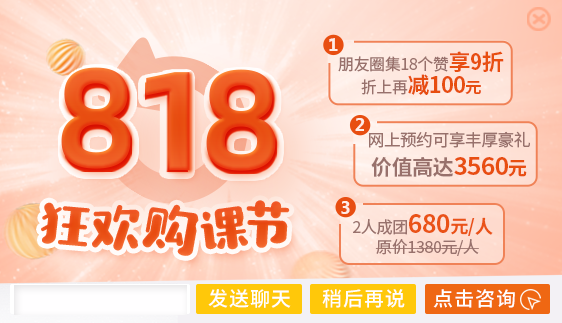 818
狂欢购课节
1
朋友圈集18个赞享9折
折上再减100元
2
网上预约可享丰厚豪礼
价值高达3560元
3
2人成团680元/人
原价1380元/人
发送聊天
稍后再说
点击咨询